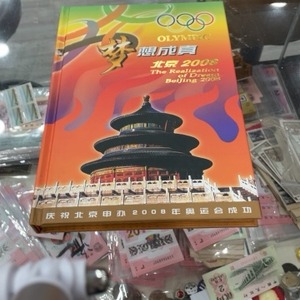 OLYMPIC
梦想成真
北京 2008
The Realization
of Dream
Beijing 2008
庆祝北京申办2008年奥运会成功